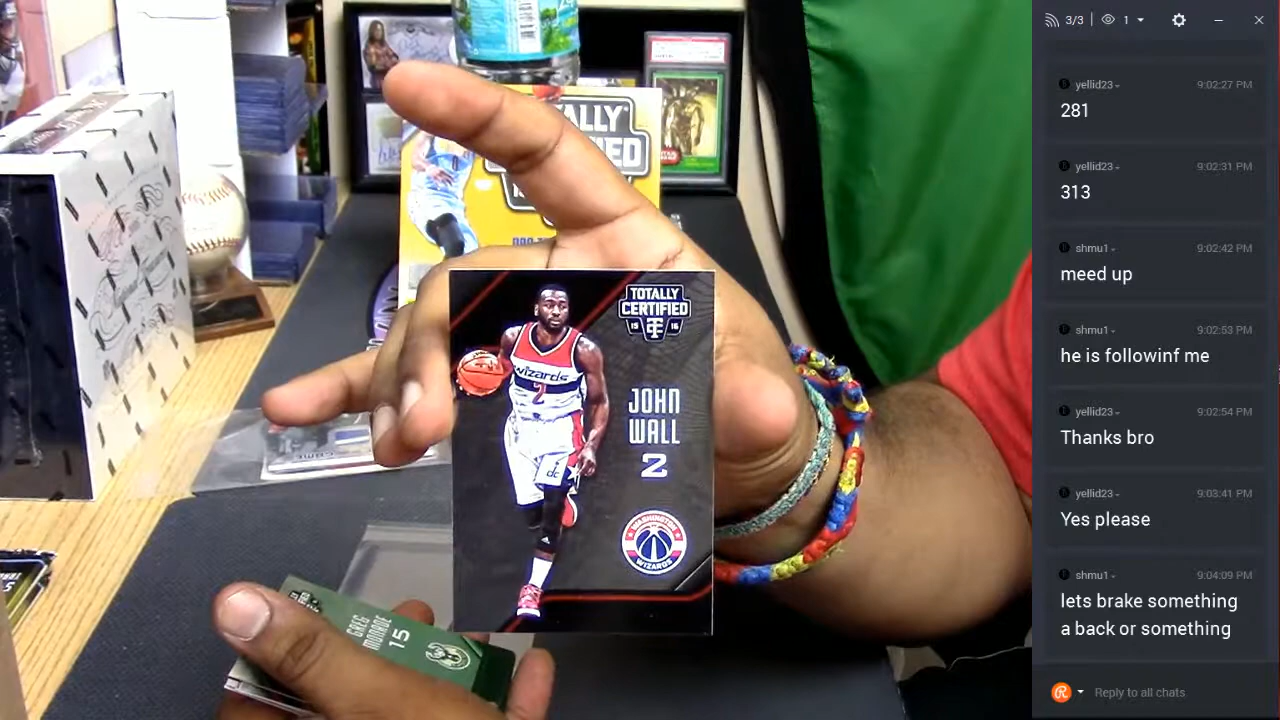 TOTALLY
CERTIFIED
15 TC 16
JOHN
WALL
2
WASHINGTON
WIZARDS
wizards
2
dc
GREG
MONROE
15
3/3
1
yellid23
9:02:27 PM
281
yellid23
9:02:31 PM
313
shmu1
9:02:42 PM
meed up
shmu1
9:02:53 PM
he is followinf me
yellid23
9:02:54 PM
Thanks bro
yellid23
9:03:41 PM
Yes please
shmu1
9:04:09 PM
lets brake something
a back or something
Reply to all chats